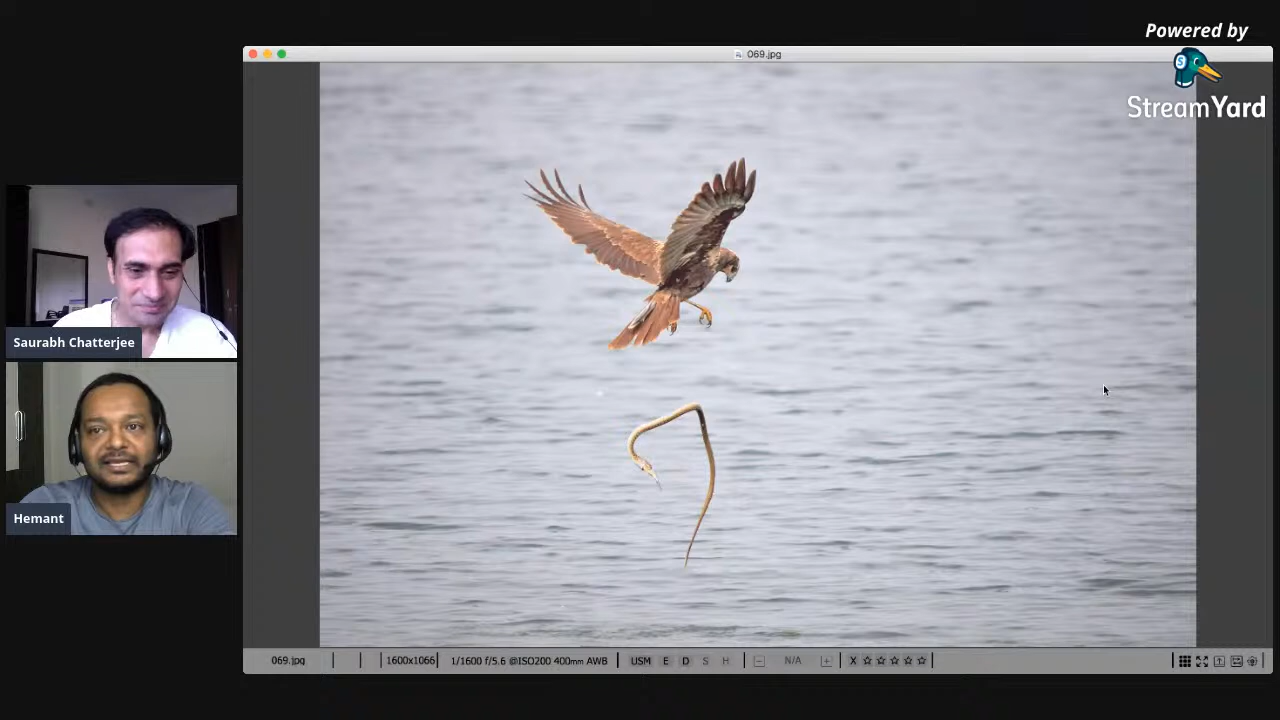 Powered by
StreamYard
069.jpg
Saurabh Chatterjee
Hemant
069.jpg 1600x1066 1/1600 f/5.6 @ISO200 400mm AWB USM E D S H N/A X